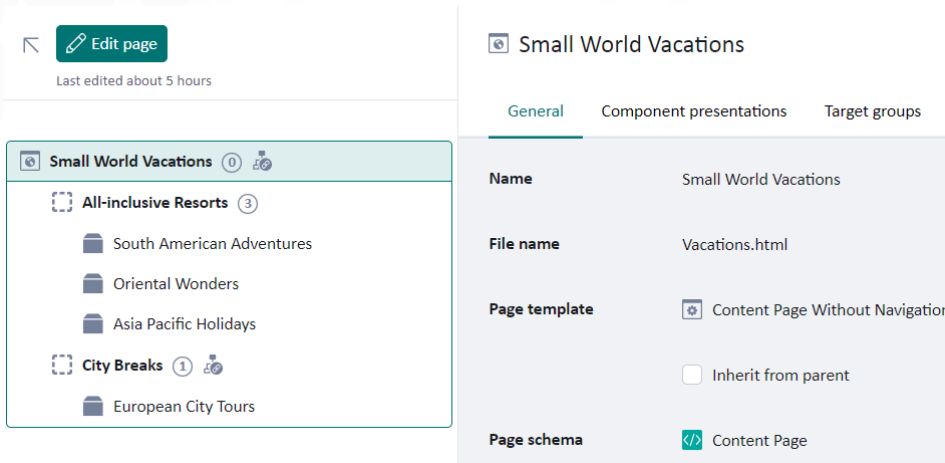 Edit page
Last edited about 5 hours
Small World Vacations 0
All-inclusive Resorts 3
South American Adventures
Oriental Wonders
Asia Pacific Holidays
City Breaks 1
European City Tours
Small World Vacations
General Component presentations Target groups
Name Small World Vacations
File name Vacations.html
Page template Content Page Without Navigation
Inherit from parent
Page schema Content Page